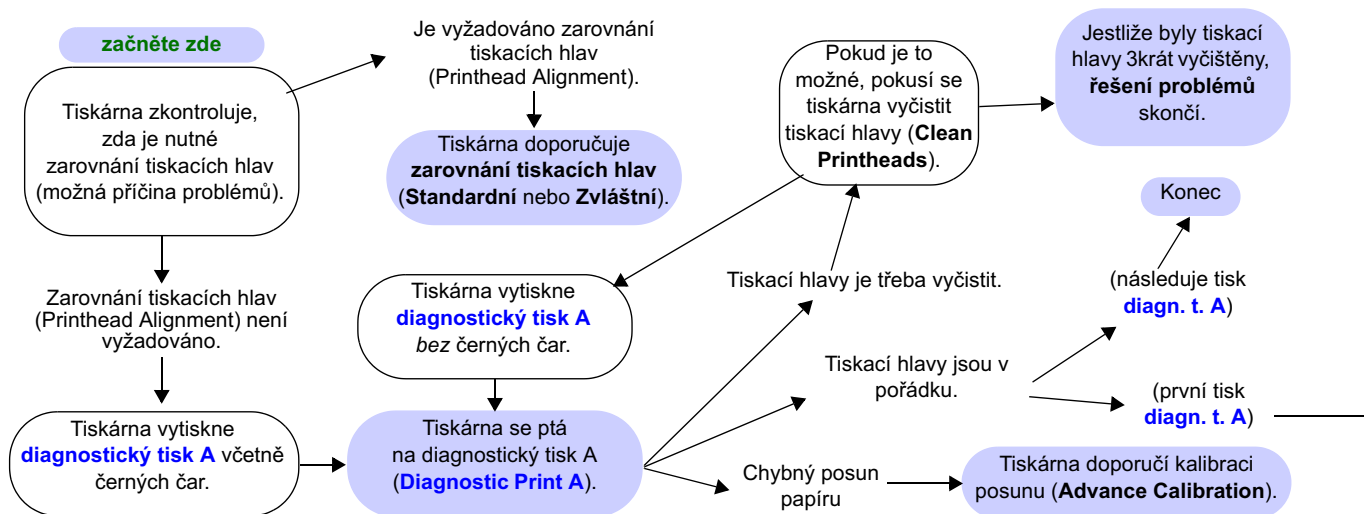 začněte zde
Tiskárna zkontroluje,
zda je nutné
zarovnání tiskacích hlav
(možná příčina problémů).
Je vyžadováno zarovnání
tiskacích hlav
(Printhead Alignment).
Tiskárna doporučuje
zarovnání tiskacích hlav
(Standardní nebo Zvláštní).
Zarovnání tiskacích hlav
(Printhead Alignment) není
vyžadováno.
Tiskárna vytiskne
diagnostický tisk A včetně
černých čar.
Tiskárna vytiskne
diagnostický tisk A
bez černých čar.
Tiskárna se ptá
na diagnostický tisk A
(Diagnostic Print A).
Pokud je to
možné, pokusí se
tiskárna vyčistit
tiskací hlavy (Clean
Printheads).
Jestliže byly tiskací
hlavy 3krát vyčištěny,
řešení problémů
skončí.
Tiskací hlavy je třeba vyčistit.
Tiskací hlavy jsou v
pořádku.
Konec
(následuje tisk
diagn. t. A)
(první tisk
diagn. t. A)
Chybný posun
papíru
Tiskárna doporučí kalibraci
posunu (Advance Calibration).